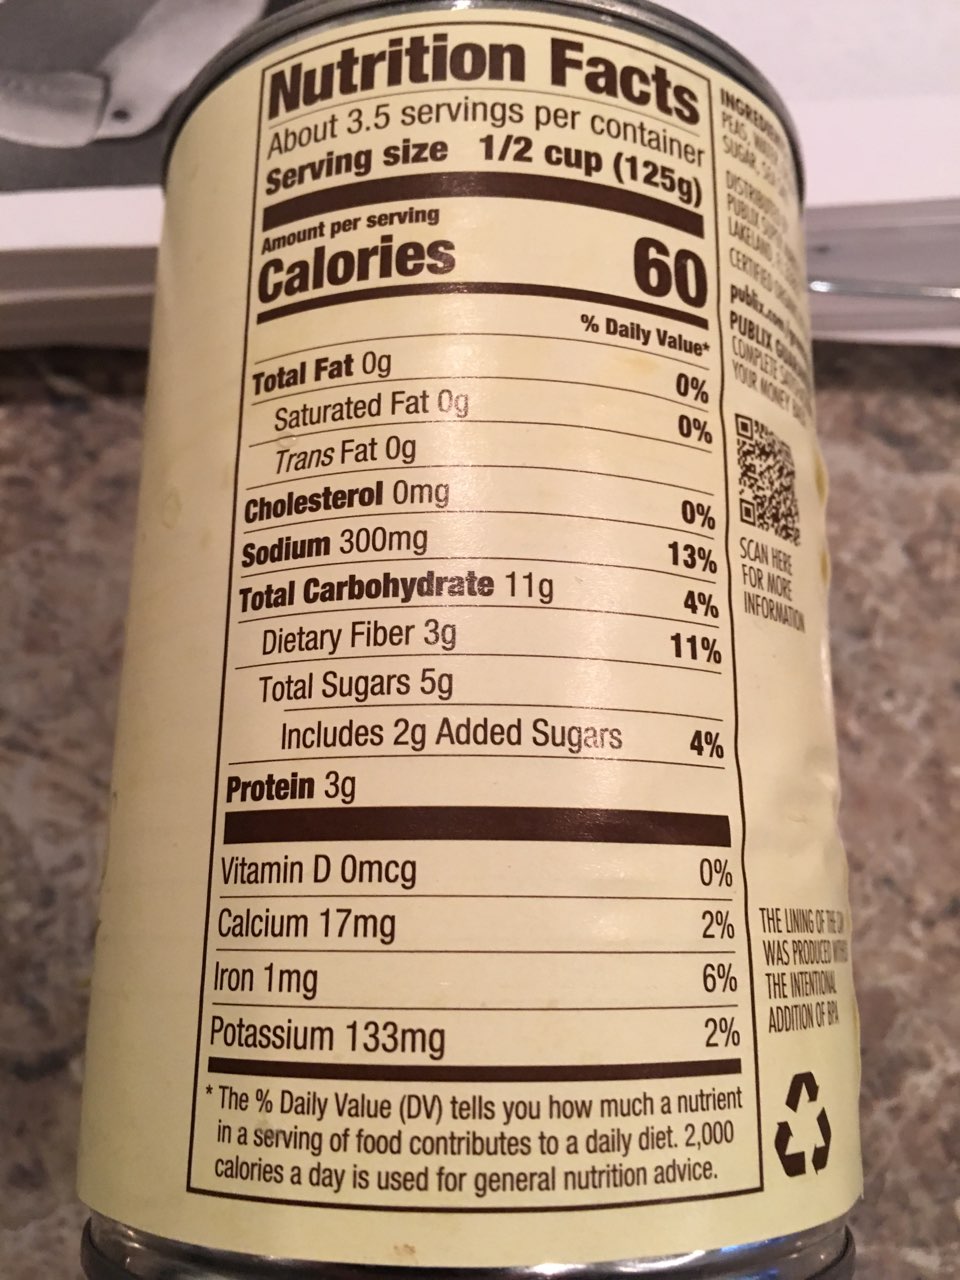 Nutrition Facts
About 3.5 servings per container
Serving size 1/2 cup (125g)
Amount per serving
Calories 60
% Daily Value*
Total Fat 0g 0%
Saturated Fat 0g 0%
Trans Fat 0g
Cholesterol 0mg 0%
Sodium 300mg 13%
Total Carbohydrate 11g 4%
Dietary Fiber 3g 11%
Total Sugars 5g
Includes 2g Added Sugars 4%
Protein 3g
Vitamin D 0mcg 0%
Calcium 17mg 2%
Iron 1mg 6%
Potassium 133mg 2%
* The % Daily Value (DV) tells you how much a nutrient
in a serving of food contributes to a daily diet. 2,000
calories a day is used for general nutrition advice.
PEAS,
SUGAR, SEA
PUBLIX
LAKELAND
CERTIFIED
PUBLIX
COMPLETE
YOUR MONEY
SCAN HERE
FOR MORE
INFORMATION
THE LINING OF THE
WAS PRODUCED
THE INTENTIONAL
ADDITION OF BPA